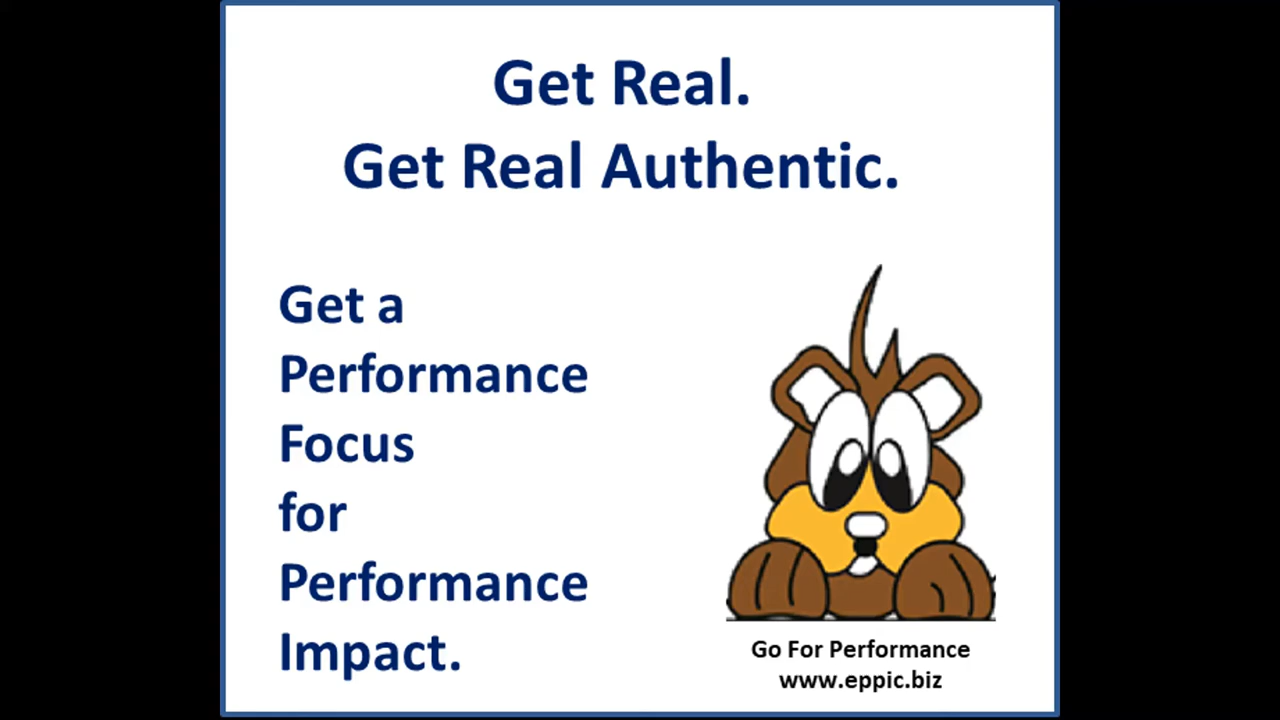 Get Real.
Get Real Authentic.
Get a
Performance
Focus
for
Performance
Impact.
Go For Performance
www.eppic.biz